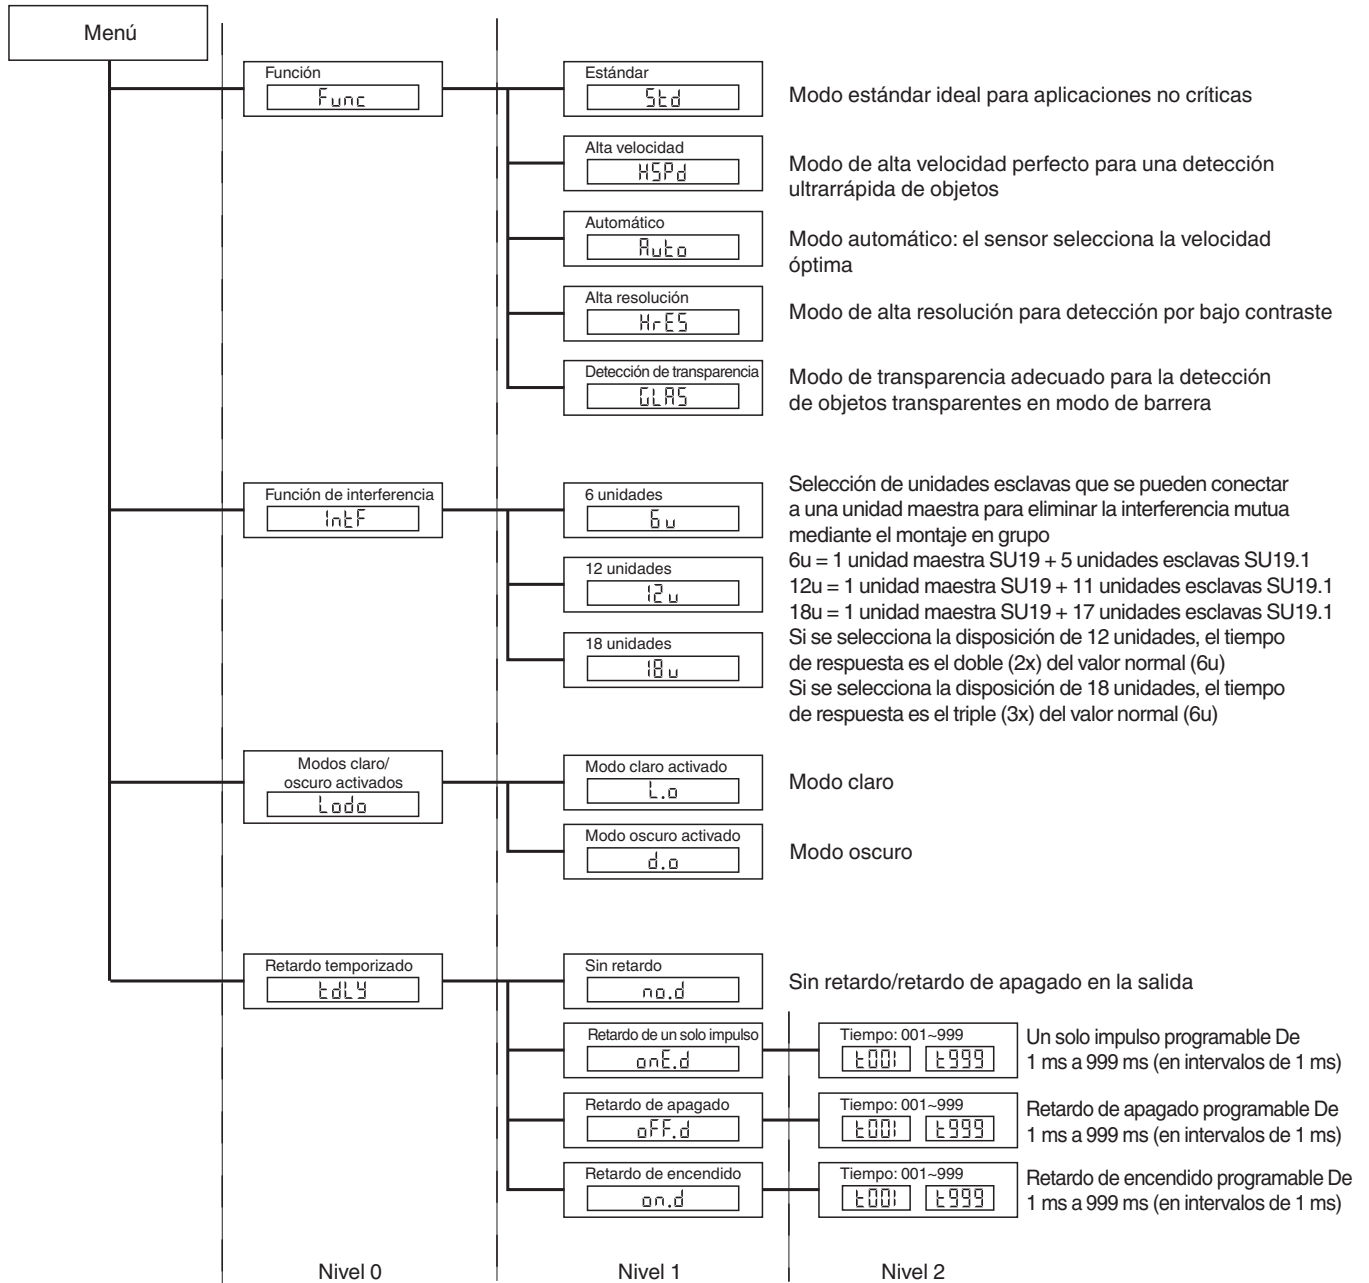 Menú
Función
Func
Estándar
Std
Modo estándar ideal para aplicaciones no críticas
Alta velocidad
HSPd
Modo de alta velocidad perfecto para una detección
ultrarrápida de objetos
Automático
Auto
Modo automático: el sensor selecciona la velocidad
óptima
Alta resolución
HrES
Modo de alta resolución para detección por bajo contraste
Detección de transparencia
GLAS
Modo de transparencia adecuado para la detección
de objetos transparentes en modo de barrera
Función de interferencia
IntF
6 unidades
6u
12 unidades
12u
18 unidades
18u
Selección de unidades esclavas que se pueden conectar
a una unidad maestra para eliminar la interferencia mutua
mediante el montaje en grupo
6u = 1 unidad maestra SU19 + 5 unidades esclavas SU19.1
12u = 1 unidad maestra SU19 + 11 unidades esclavas SU19.1
18u = 1 unidad maestra SU19 + 17 unidades esclavas SU19.1
Si se selecciona la disposición de 12 unidades, el tiempo
de respuesta es el doble (2x) del valor normal (6u)
Si se selecciona la disposición de 18 unidades, el tiempo
de respuesta es el triple (3x) del valor normal (6u)
Modos claro/
oscuro activados
Lodo
Modo claro activado
L.o
Modo claro
Modo oscuro activado
d.o
Modo oscuro
Retardo temporizado
tdLY
Sin retardo
no.d
Sin retardo/retardo de apagado en la salida
Retardo de un solo impulso
onE.d
Tiempo: 001~999
t001 t999
Un solo impulso programable De
1 ms a 999 ms (en intervalos de 1 ms)
Retardo de apagado
oFF.d
Tiempo: 001~999
t001 t999
Retardo de apagado programable De
1 ms a 999 ms (en intervalos de 1 ms)
Retardo de encendido
on.d
Tiempo: 001~999
t001 t999
Retardo de encendido programable De
1 ms a 999 ms (en intervalos de 1 ms)
Nivel 0
Nivel 1
Nivel 2